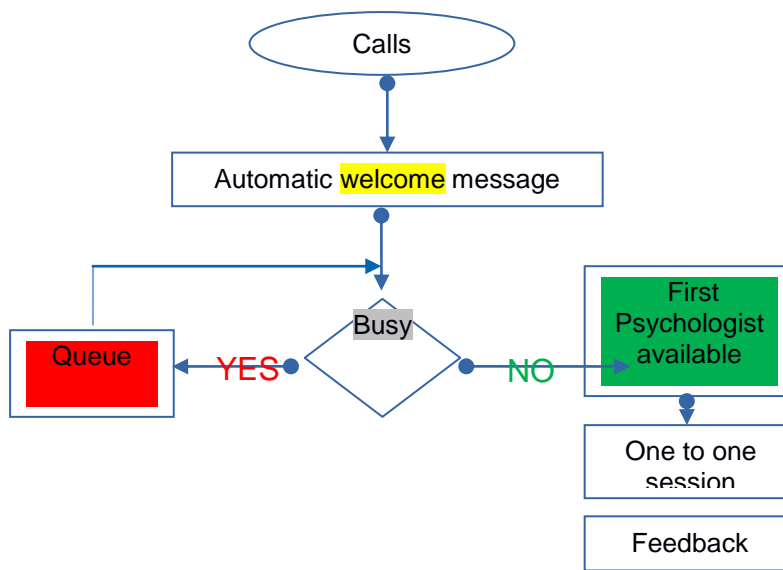 Calls
Automatic welcome message
Busy
Queue
YES
NO
First
Psychologist
available
One to one
session
Feedback